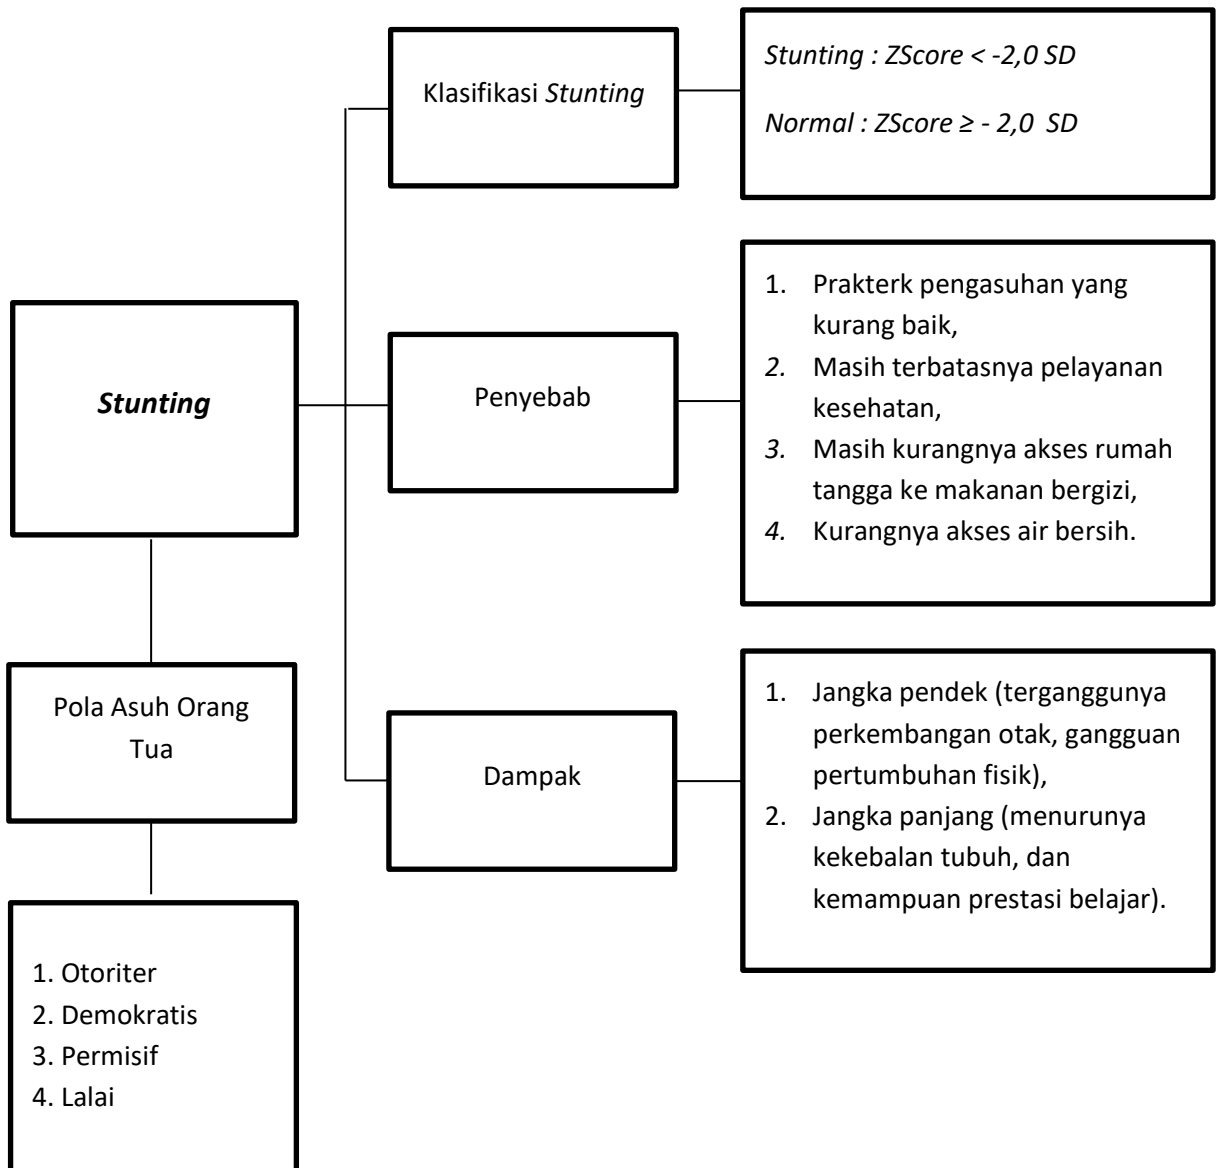 Klasifikasi Stunting
Stunting : ZScore < -2,0 SD
Normal : ZScore ≥ - 2,0 SD
Stunting
Penyebab
1. Prakterk pengasuhan yang
kurang baik,
2. Masih terbatasnya pelayanan
kesehatan,
3. Masih kurangnya akses rumah
tangga ke makanan bergizi,
4. Kurangnya akses air bersih.
Pola Asuh Orang
Tua
Dampak
1. Jangka pendek (terganggunya
perkembangan otak, gangguan
pertumbuhan fisik),
2. Jangka panjang (menurunya
kekebalan tubuh, dan
kemampuan prestasi belajar).
1. Otoriter
2. Demokratis
3. Permisif
4. Lalai